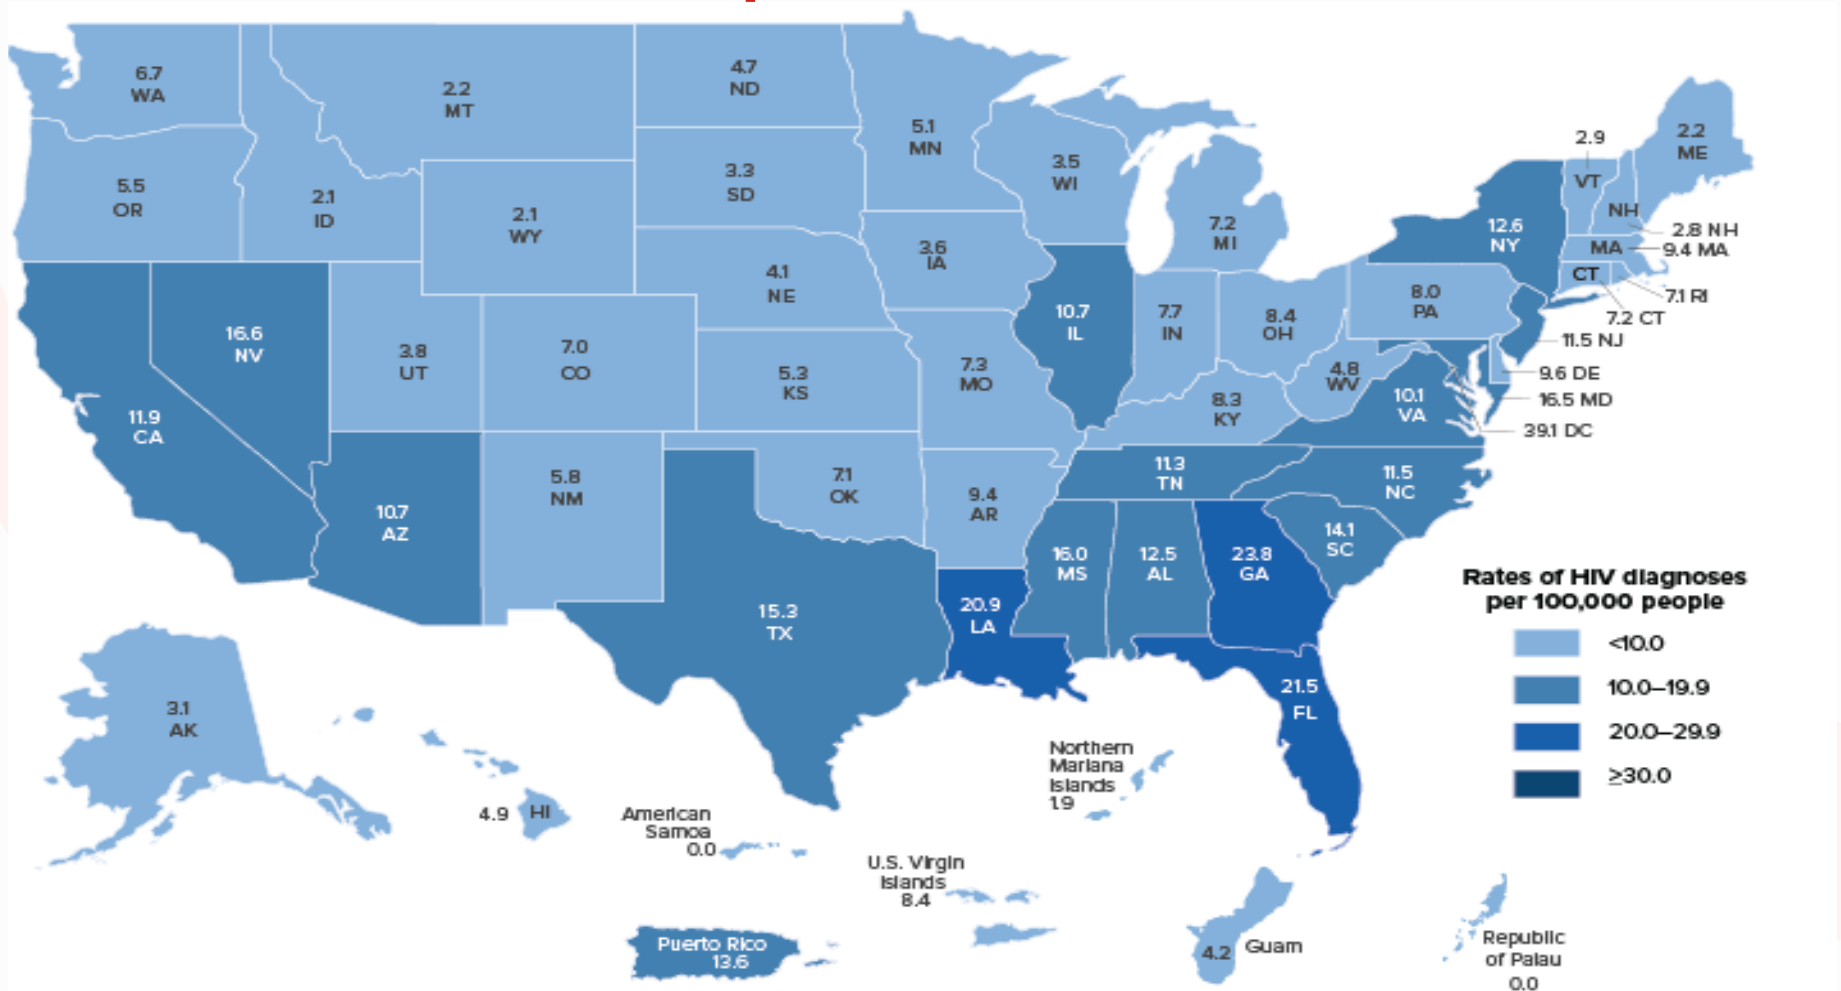 6.7
WA
2.2
MT
4.7
ND
5.1
MN
3.5
WI
7.2
MI
2.9
VT
2.2
ME
5.5
OR
2.1
ID
2.1
WY
3.3
SD
3.6
IA
12.6
NY
NH
2.8 NH
MA
9.4 MA
CT
7.1 RI
7.2 CT
16.6
NV
3.8
UT
7.0
CO
4.1
NE
10.7
IL
7.7
IN
8.4
OH
8.0
PA
11.5 NJ
9.6 DE
16.5 MD
39.1 DC
11.9
CA
5.3
KS
7.3
MO
8.3
KY
4.8
WV
10.1
VA
10.7
AZ
5.8
NM
7.1
OK
9.4
AR
11.3
TN
11.5
NC
15.3
TX
20.9
LA
16.0
MS
12.5
AL
23.8
GA
14.1
SC
21.5
FL
Rates of HIV diagnoses
per 100,000 people
<10.0
10.0–19.9
20.0–29.9
≥30.0
3.1
AK
4.9 HI
American
Samoa
0.0
Northern
Mariana
Islands
1.9
U.S. Virgin
Islands
8.4
Puerto Rico
13.6
4.2 Guam
Republic
of Palau
0.0